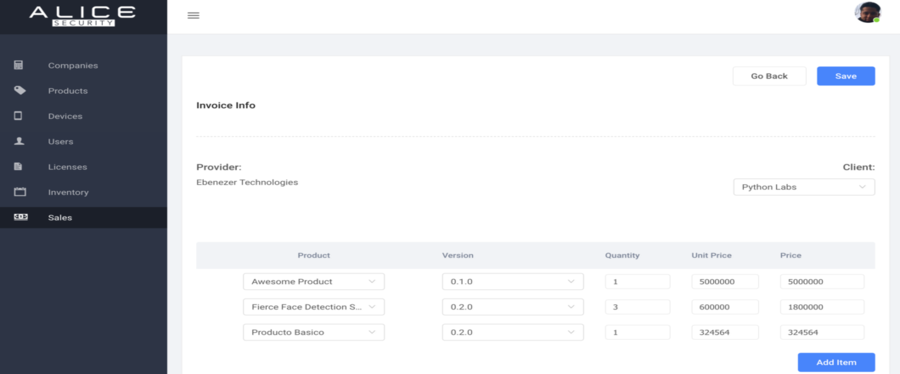 ALICE
SECURITY
Companies
Products
Devices
Users
Licenses
Inventory
Sales
Go Back Save
Invoice Info
Provider: Client:
Ebenezer Technologies Python Labs
Product Version Quantity Unit Price Price
Awesome Product 0.1.0 1 5000000 5000000
Fierce Face Detection S... 0.2.0 3 600000 1800000
Producto Basico 0.2.0 1 324564 324564
Add Item